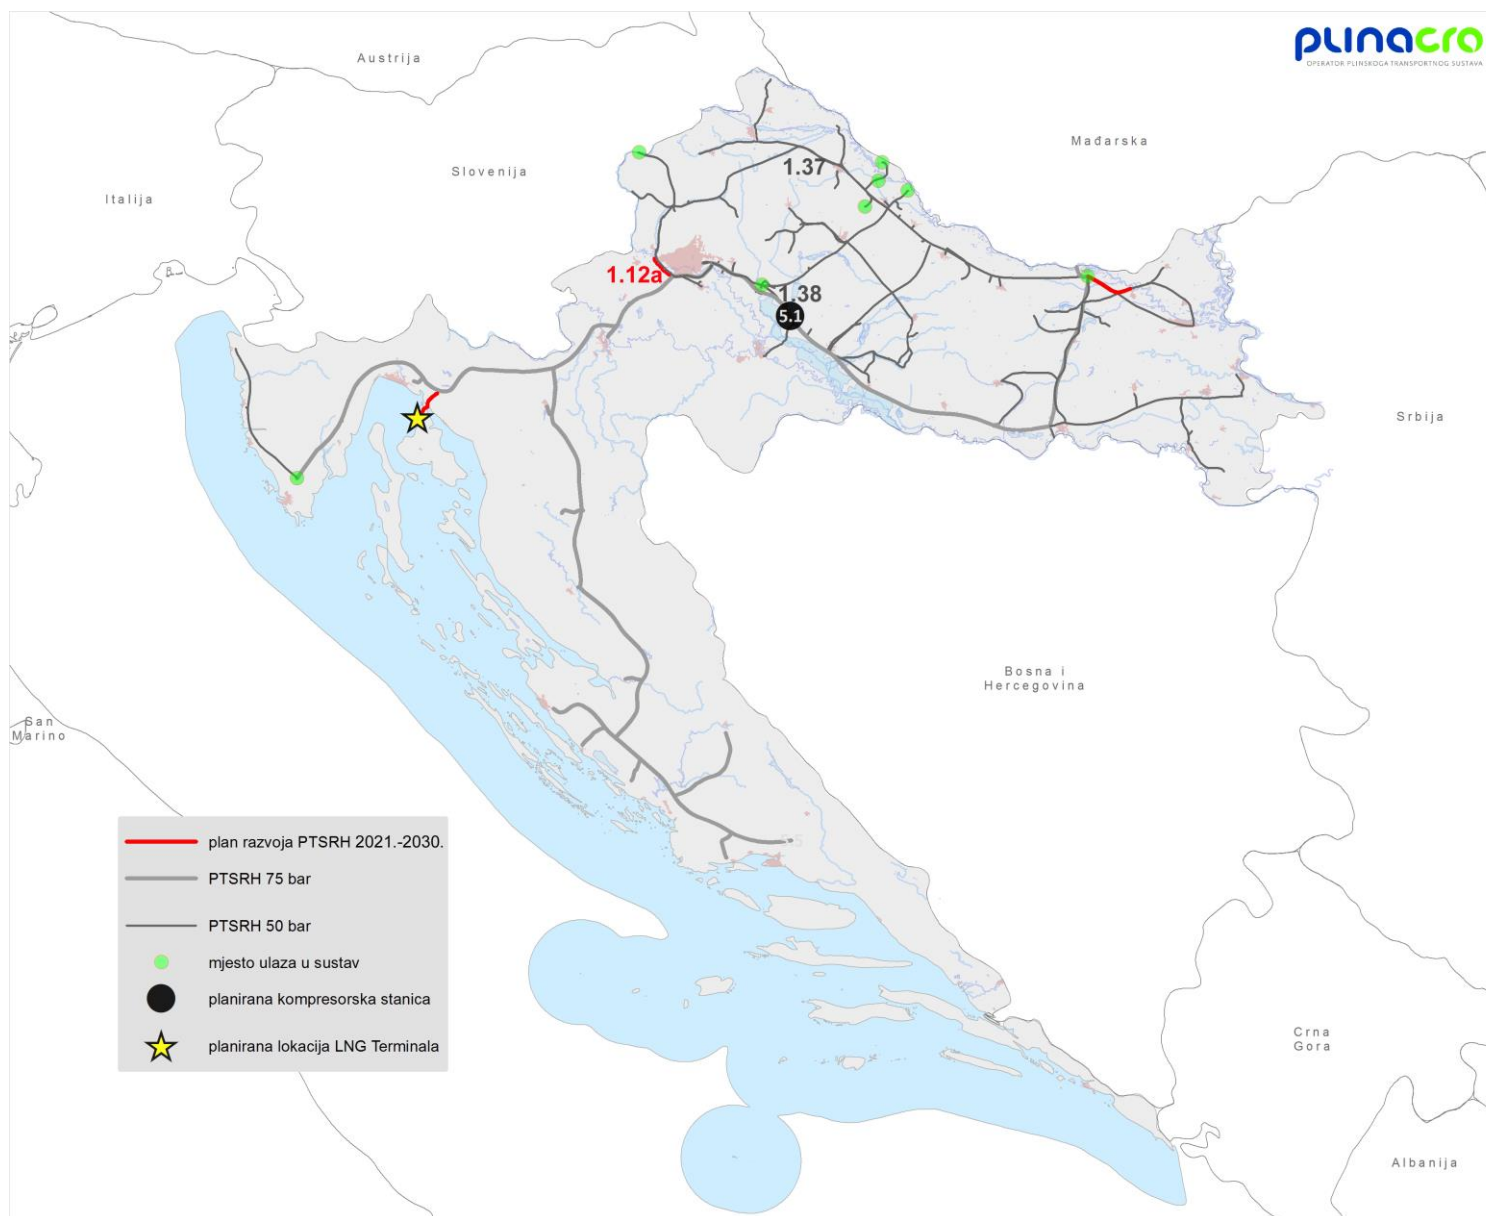 PLINACRO
OPERATOR PLINSKOGA TRANSPORTNOG SUSTAVA
Austrija
Mađarska
Slovenija
1.37
Italija
1.12a
1.38
5.1
Srbija
Bosna i
Hercegovina
San
Marino
plan razvoja PTSRH 2021.-2030.
PTSRH 75 bar
PTSRH 50 bar
mjesto ulaza u sustav
planirana kompresorska stanica
planirana lokacija LNG Terminala
Crna
Gora
Albanija